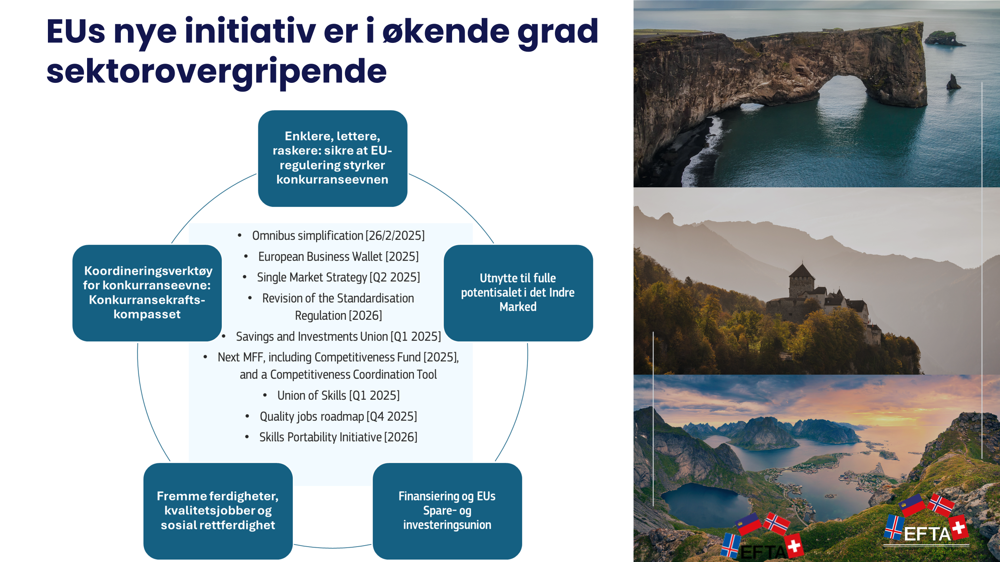 EUs nye initiativ er i økende grad
sektorovergripende
Enklere, lettere,
raskere: sikre at EU-
regulering styrker
konkurranseevnen
• Omnibus simplification [26/2/2025]
• European Business Wallet [2025]
• Single Market Strategy [Q2 2025]
• Revision of the Standardisation
Regulation [2026]
• Savings and Investments Union [Q1 2025]
• Next MFF, including Competitiveness Fund [2025],
and a Competitiveness Coordination Tool
• Union of Skills [Q1 2025]
• Quality jobs roadmap [Q4 2025]
• Skills Portability Initiative [2026]
Koordineringsverktøy
for konkurranseevne:
Konkurransekrafts-
kompasset
Utnytte til fulle
potentisalet i det Indre
Marked
Fremme ferdigheter,
kvalitetsjobber og
sosial rettferdighet
Finansiering og EUs
Spare- og
investeringsunion
EFTA
EFTA